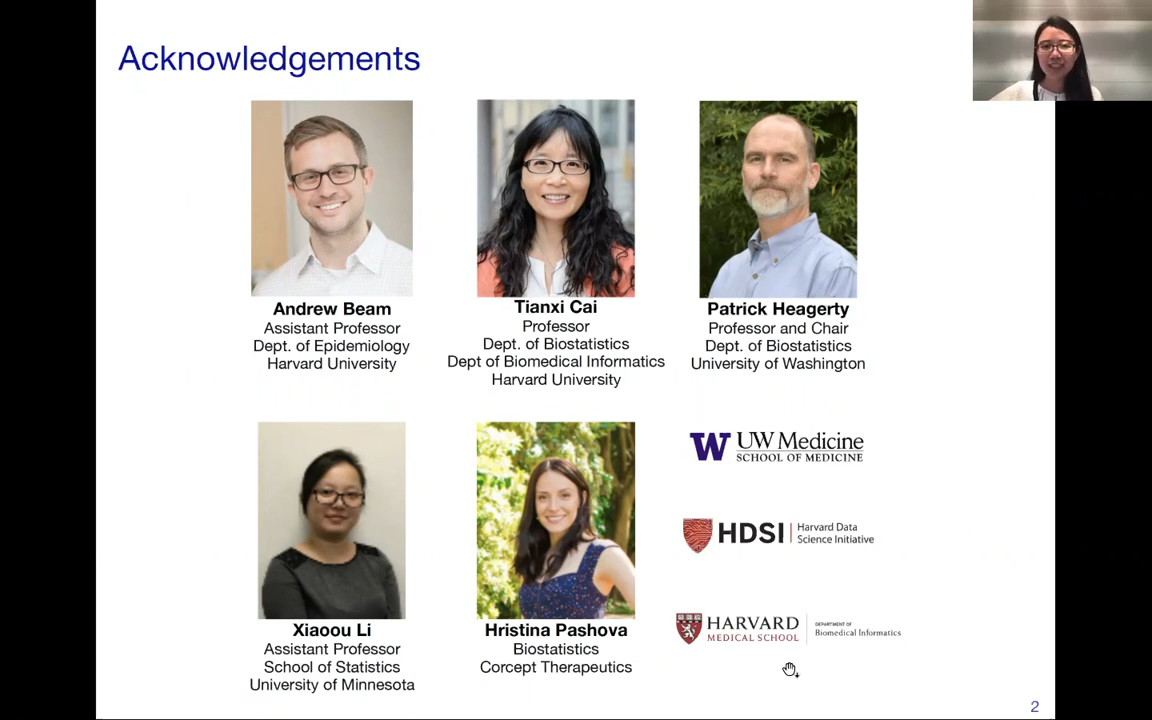 Acknowledgements
Andrew Beam
Assistant Professor
Dept. of Epidemiology
Harvard University
Tianxi Cai
Professor
Dept. of Biostatistics
Dept of Biomedical Informatics
Harvard University
Patrick Heagerty
Professor and Chair
Dept. of Biostatistics
University of Washington
Xiaoou Li
Assistant Professor
School of Statistics
University of Minnesota
Hristina Pashova
Biostatistics
Corcept Therapeutics
W UW Medicine
SCHOOL OF MEDICINE
HDSI
Harvard Data
Science Initiative
HARVARD
MEDICAL SCHOOL
DEPARTMENT OF
Biomedical Informatics
2